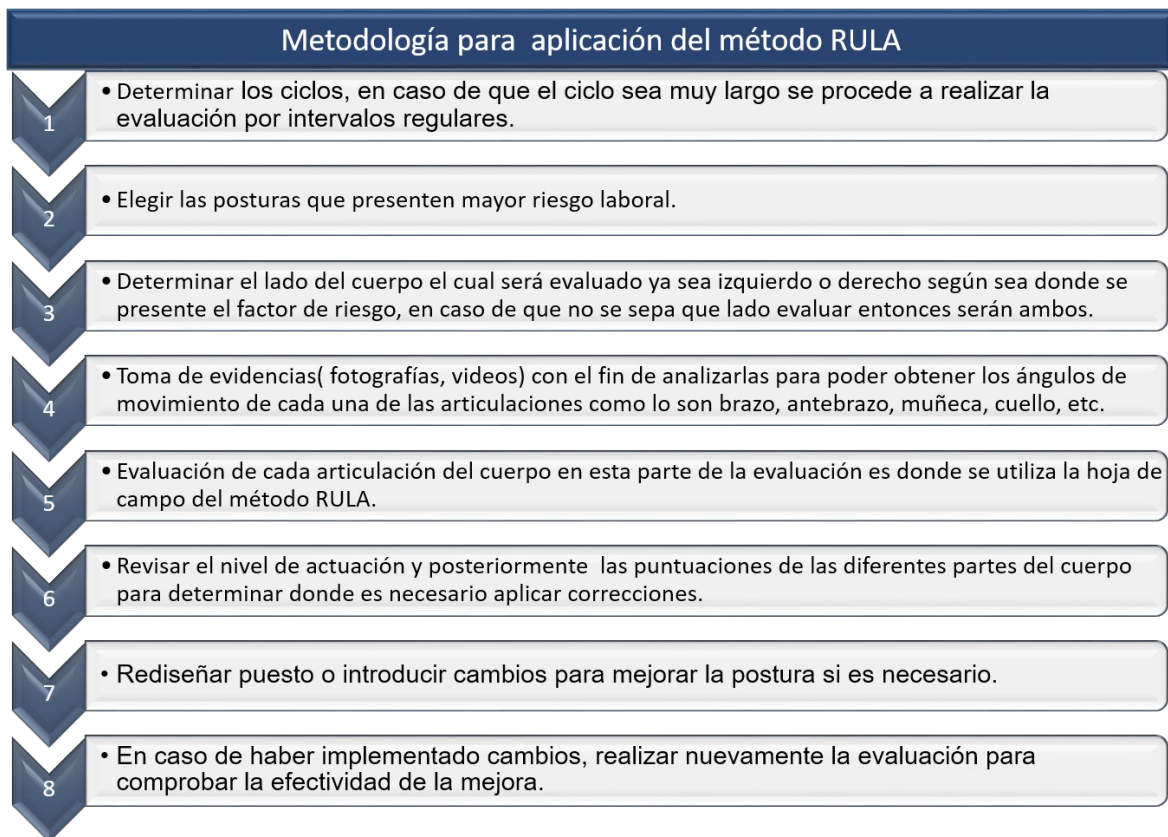 Metodología para aplicación del método RULA
1
• Determinar los ciclos, en caso de que el ciclo sea muy largo se procede a realizar la
evaluación por intervalos regulares.
2
• Elegir las posturas que presenten mayor riesgo laboral.
3
• Determinar el lado del cuerpo el cual será evaluado ya sea izquierdo o derecho según sea donde se
presente el factor de riesgo, en caso de que no se sepa que lado evaluar entonces serán ambos.
4
• Toma de evidencias( fotografías, videos) con el fin de analizarlas para poder obtener los ángulos de
movimiento de cada una de las articulaciones como lo son brazo, antebrazo, muñeca, cuello, etc.
5
• Evaluación de cada articulación del cuerpo en esta parte de la evaluación es donde se utiliza la hoja de
campo del método RULA.
6
• Revisar el nivel de actuación y posteriormente las puntuaciones de las diferentes partes del cuerpo
para determinar donde es necesario aplicar correcciones.
7
• Rediseñar puesto o introducir cambios para mejorar la postura si es necesario.
8
• En caso de haber implementado cambios, realizar nuevamente la evaluación para
comprobar la efectividad de la mejora.